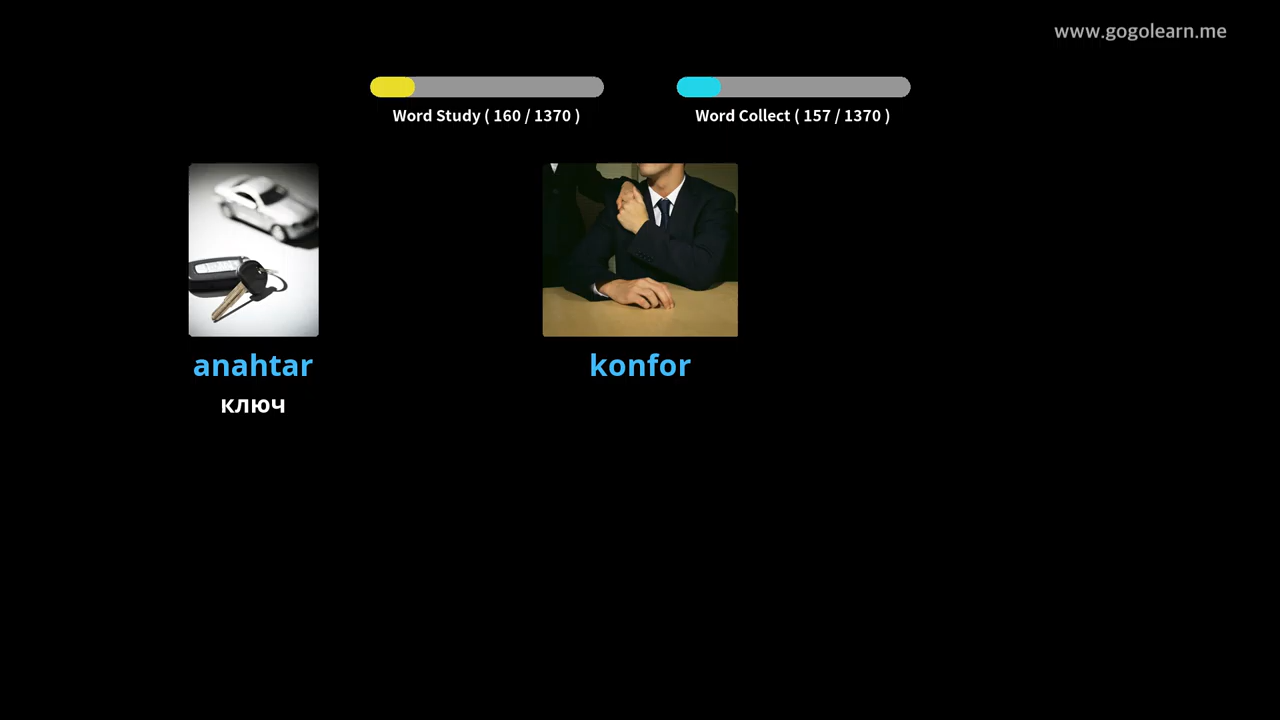 www.gogolearn.me
Word Study ( 160 / 1370 )
Word Collect ( 157 / 1370 )
anahtar
ключ
konfor